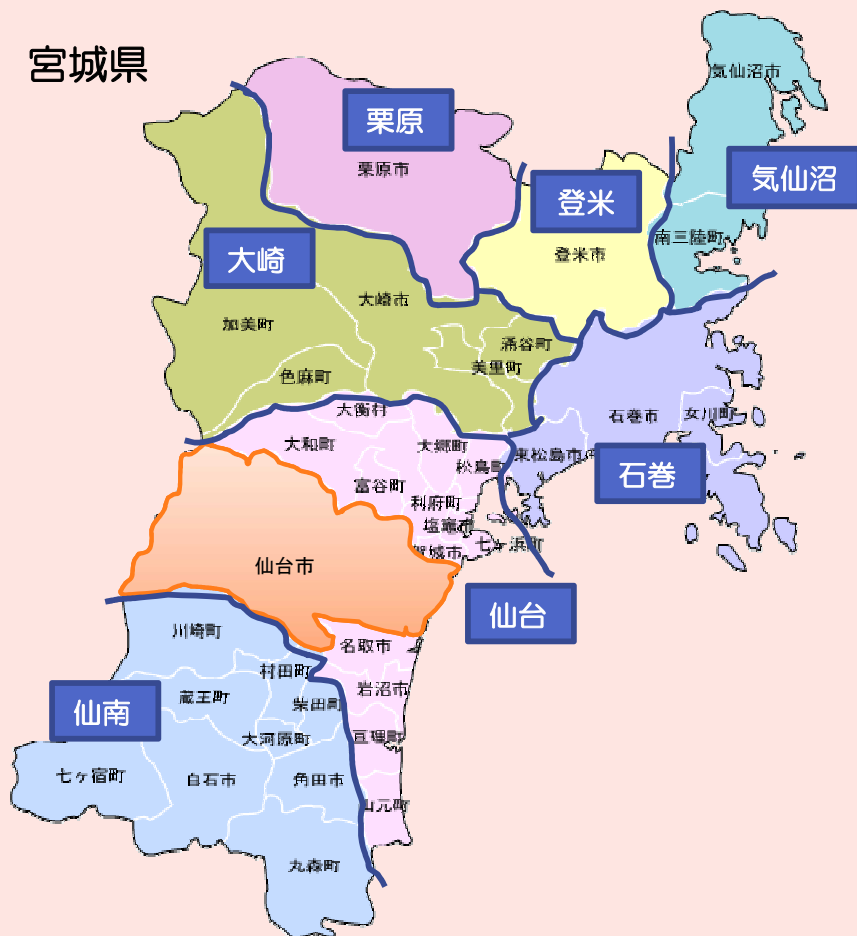 宮城県
気仙沼市
栗原
栗原市
気仙沼
登米
南三陸町
登米市
大崎
大崎市
加美町
涌谷町
美里町
色麻町
大衡村
石巻市
女川町
大和町
大郷町
東松島市
松島町
石巻
富谷町
利府町
塩竈市
七ヶ浜町
賀城市
仙台市
仙台
川崎町
名取市
村田町
岩沼市
蔵王町
柴田町
仙南
大河原町
亘理町
七ヶ宿町
白石市
角田市
山元町
丸森町